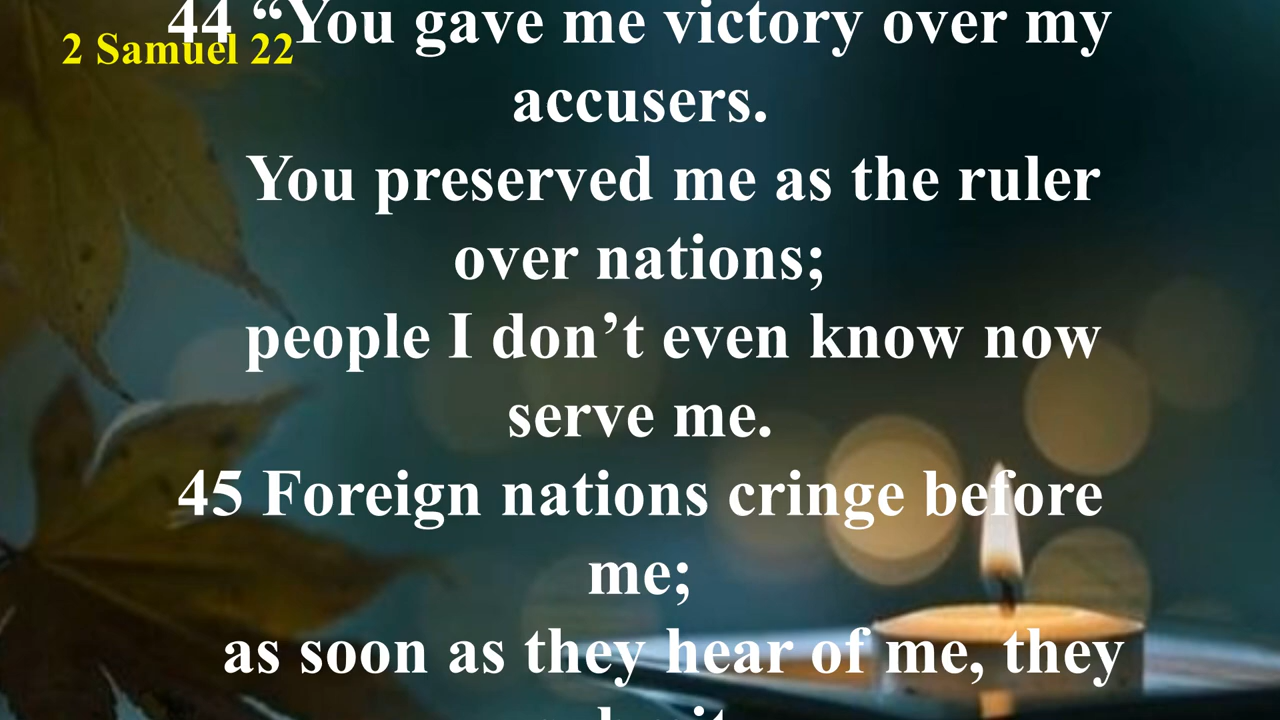 44 “You gave me victory over my
2 Samuel 22
accusers.
You preserved me as the ruler
over nations;
people I don’t even know now
serve me.
45 Foreign nations cringe before
me;
as soon as they hear of me, they